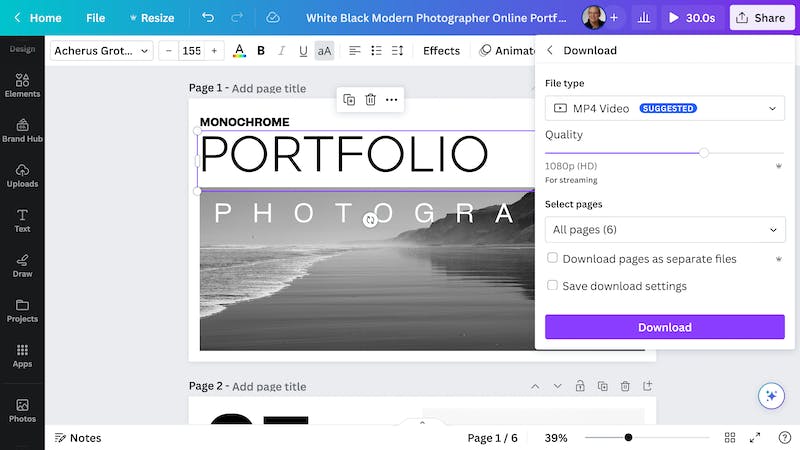 Home File Resize White Black Modern Photographer Online Portf... 30.0s Share
Design
Acherus Grot... 155 A B I U aA Effects Animate
Download
Elements
Brand Hub
Uploads
Text
Draw
Projects
Apps
Photos
Page 1 - Add page title
MONOCHROME
PORTFOLIO
PHOTOGRA
File type
MP4 Video SUGGESTED
Quality
1080p (HD)
For streaming
Select pages
All pages (6)
Download pages as separate files
Save download settings
Download
Page 2 - Add page title
Notes
Page 1 / 6
39%